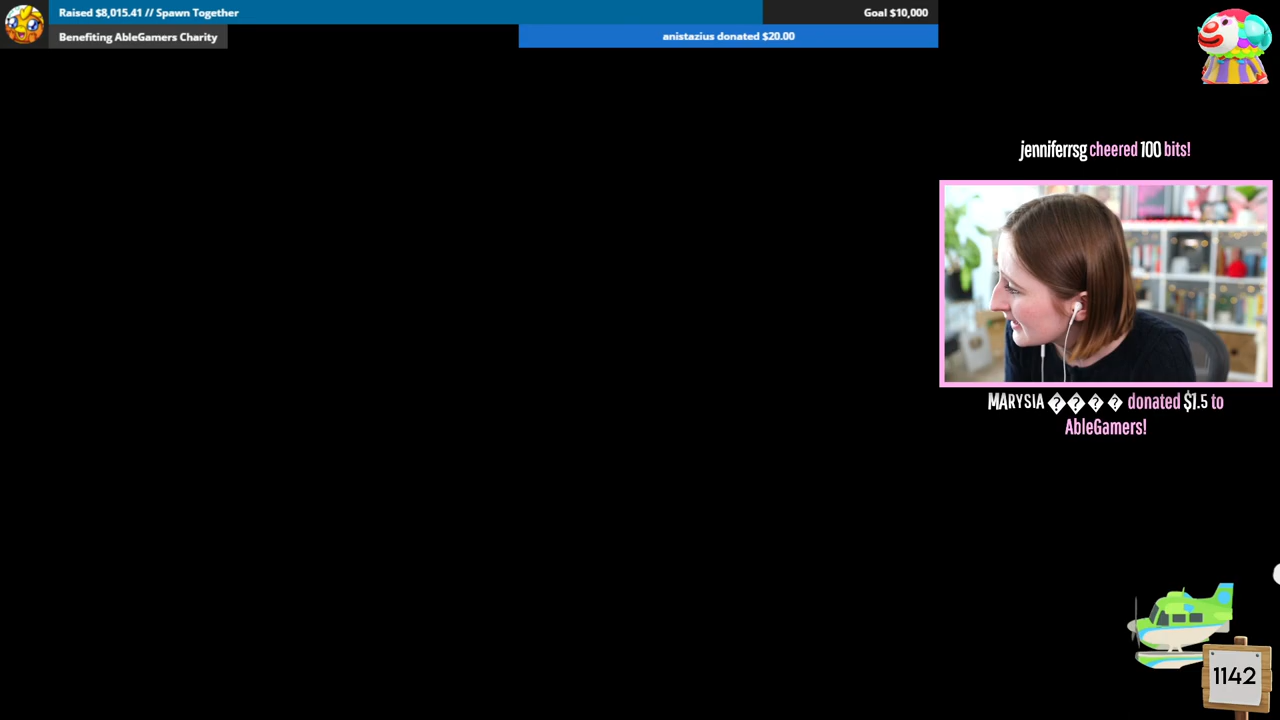 Raised $8,015.41 // Spawn Together
Goal $10,000
Benefiting AbleGamers Charity
anistazius donated $20.00
jenniferrsg cheered 100 bits!
MARYSIA � � � � donated $1.5 to
AbleGamers!
1142